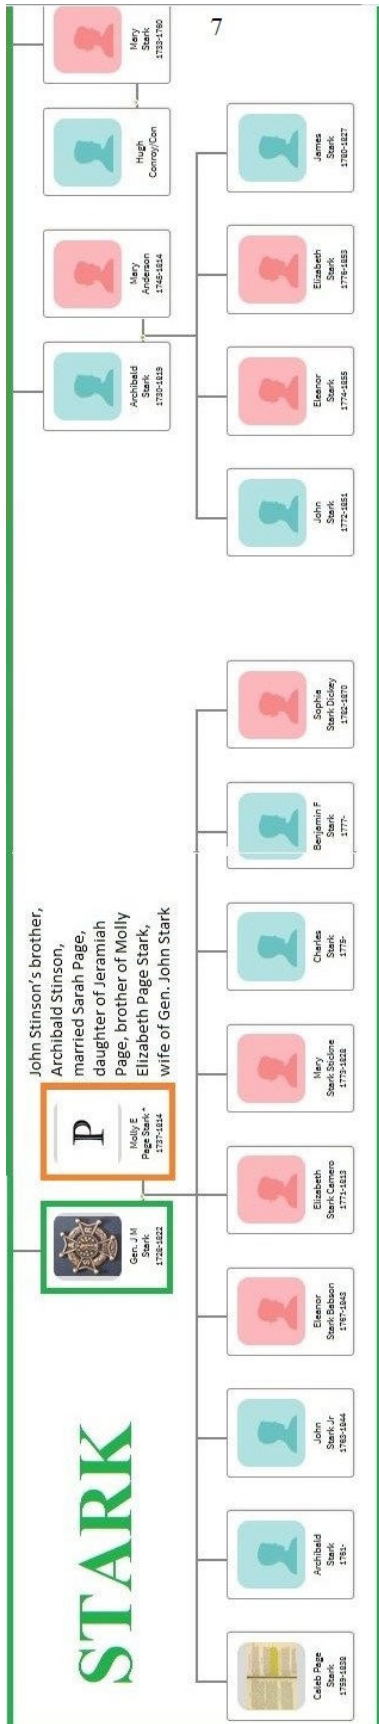 STARK
Gen. J M
Stark
1728-1822
P
Molly E
Page Stark *
1737-1814
John Stinson's brother,
Archibald Stinson,
married Sarah Page,
daughter of Jeramiah
Page, brother of Molly
Elizabeth Page Stark,
wife of Gen. John Stark
Archibald
Stark
1730-1819
Mary
Anderson
Hugh
Conroy/Con
Mary
Stark
1733-1760
7
Caleb Page
Stark
1759-1838
Archibald
Stark
1761-
John
Stark Jr
1763-1844
Eleanor
Stark Babson
1767-1843
Elizabeth
Stark Camero
1771-1813
Mary
Stark Stickne
1773-1828
Charles
Stark
1775-
Benjamin F
Stark
1777-
Sophia
Stark Dickey
1782-1870
John
Stark
1772-1851
Eleanor
Stark
1774-1855
Elizabeth
Stark
1776-1853
James
Stark
1780-1827